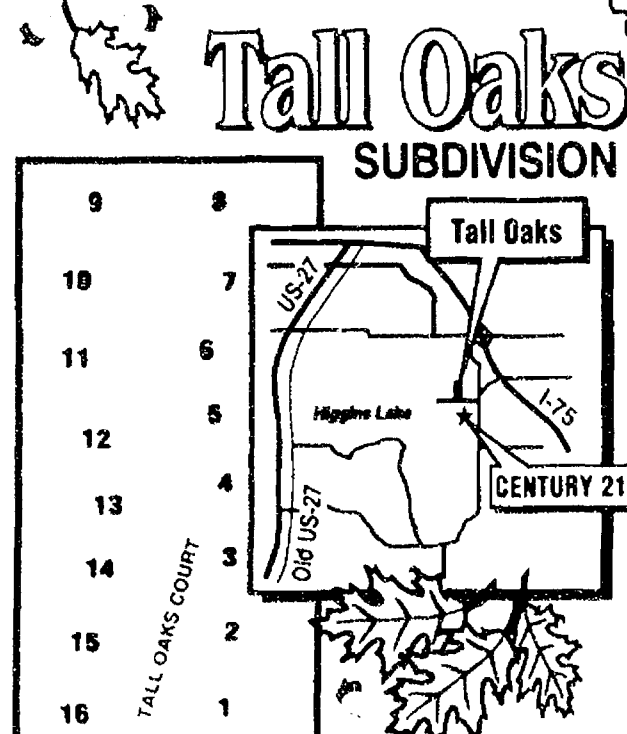 Tall Oaks
SUBDIVISION
9
8
Tall Oaks
10
7
US-27
11
6
Higgins Lake
5
I-75
12
4
CENTURY 21
13
Old US-27
14
3
TALL OAKS COURT
15
2
16
1